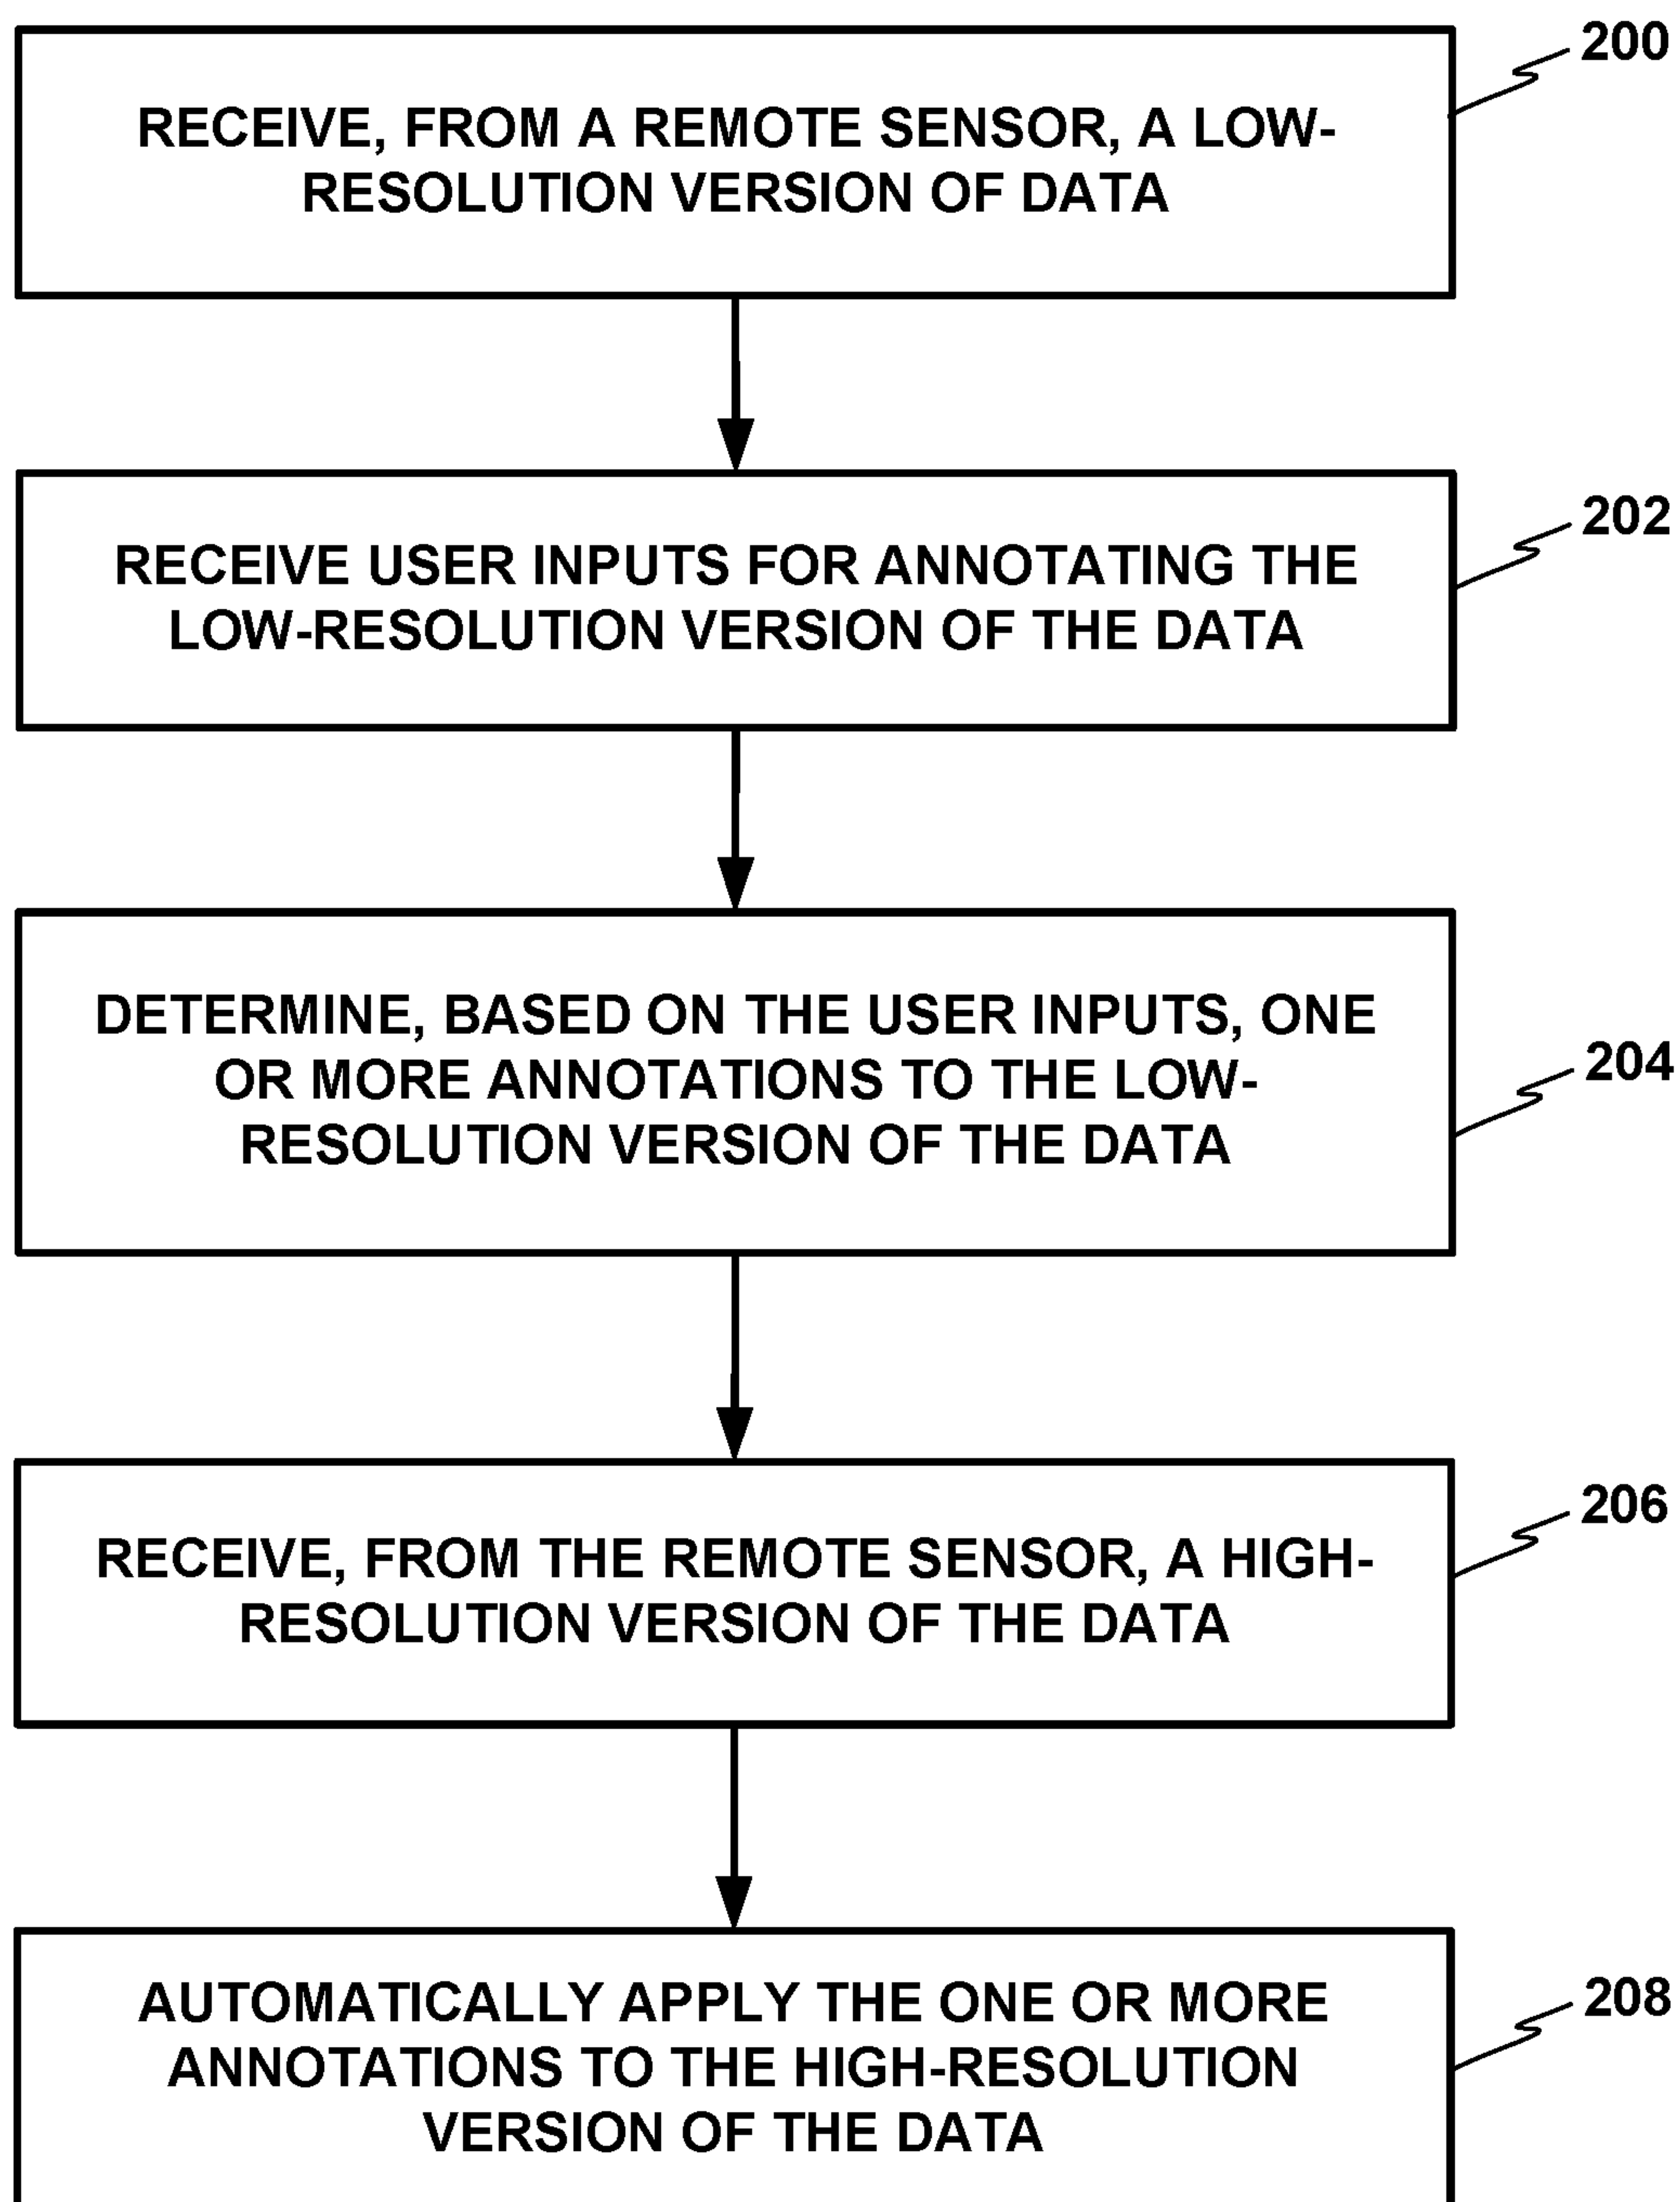 200
RECEIVE, FROM A REMOTE SENSOR, A LOW-
RESOLUTION VERSION OF DATA
202
RECEIVE USER INPUTS FOR ANNOTATING THE
LOW-RESOLUTION VERSION OF THE DATA
204
DETERMINE, BASED ON THE USER INPUTS, ONE
OR MORE ANNOTATIONS TO THE LOW-
RESOLUTION VERSION OF THE DATA
206
RECEIVE, FROM THE REMOTE SENSOR, A HIGH-
RESOLUTION VERSION OF THE DATA
208
AUTOMATICALLY APPLY THE ONE OR MORE
ANNOTATIONS TO THE HIGH-RESOLUTION
VERSION OF THE DATA